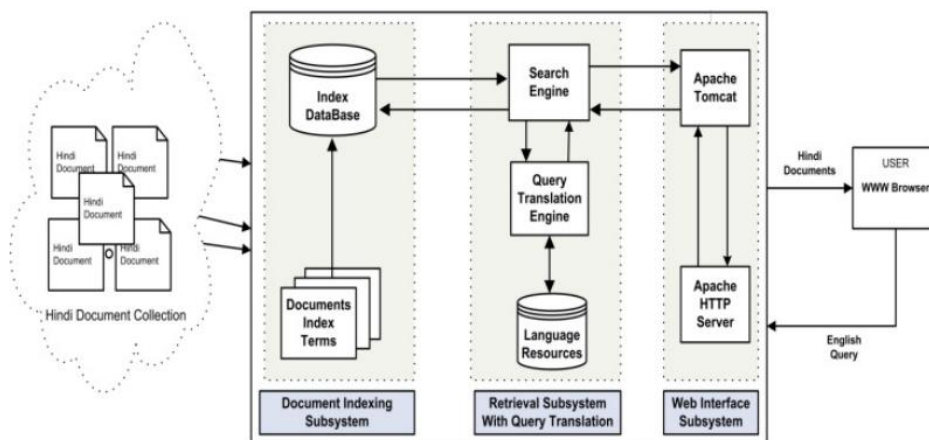 Hindi
Document
Hindi
Document
Hindi
Document
Hindi
Document
Hindi
Document
Hindi Document Collection
Index
DataBase
Documents
Index
Terms
Document Indexing
Subsystem
Search
Engine
Query
Translation
Engine
Language
Resources
Retrieval Subsystem
With Query Translation
Apache
Tomcat
Apache
HTTP
Server
Web Interface
Subsystem
Hindi
Documents
USER
WWW Browser
English
Query